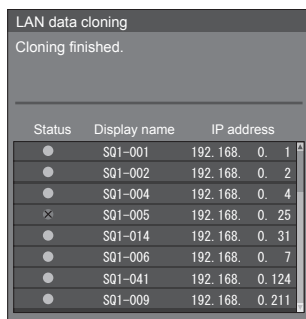 LAN data cloning
Cloning finished.
Status Display name IP address
SQ1-001 192.168. 0. 1
SQ1-002 192.168. 0. 2
SQ1-004 192.168. 0. 4
SQ1-005 192.168. 0. 25
SQ1-014 192.168. 0. 31
SQ1-006 192.168. 0. 7
SQ1-041 192.168. 0.124
SQ1-009 192.168. 0.211